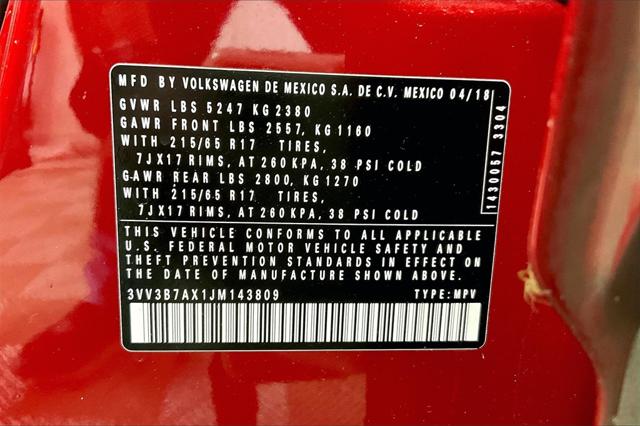 MFD BY VOLKSWAGEN DE MEXICO S.A. DE C.V. MEXICO 04/18
GVWR LBS 5247 KG 2380
GAWR FRONT LBS 2557, KG 1160
WITH 215/65 R17 TIRES,
7JX17 RIMS, AT 260 KPA, 38 PSI COLD
GAWR REAR LBS 2800, KG 1270
WITH 215/65 R17 TIRES,
7JX17 RIMS, AT 260 KPA, 38 PSI COLD
1430057 3304
THIS VEHICLE CONFORMS TO ALL APPLICABLE
U.S. FEDERAL MOTOR VEHICLE SAFETY AND
THEFT PREVENTION STANDARDS IN EFFECT ON
THE DATE OF MANUFACTURE SHOWN ABOVE.
3VV3B7AX1JM143809 TYPE: MPV